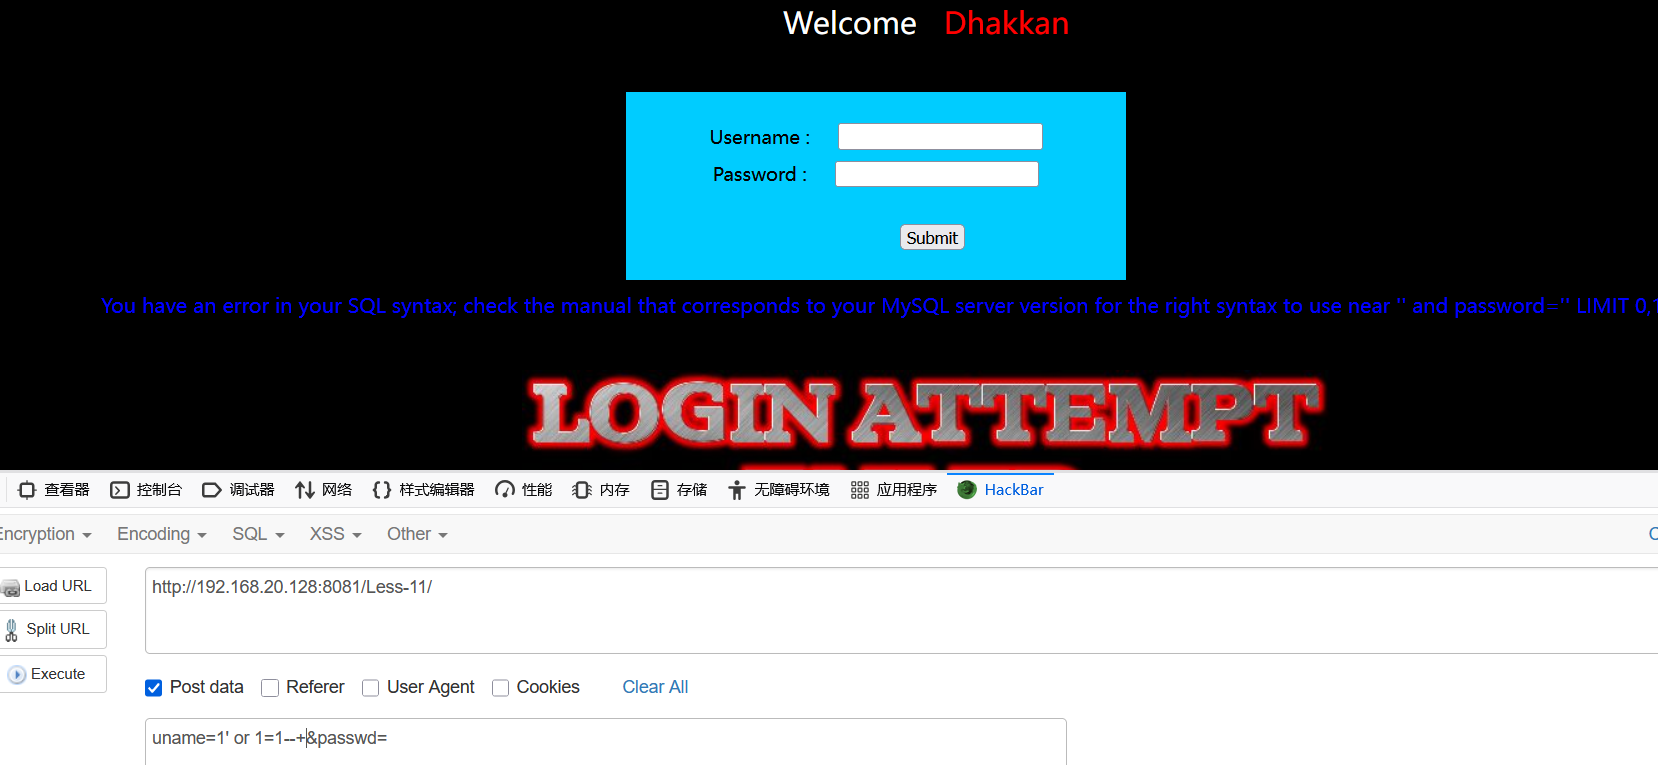 Welcome Dhakkan
Username :
Password :
Submit
You have an error in your SQL syntax; check the manual that corresponds to your MySQL server version for the right syntax to use near '' and password='' LIMIT 0,1
LOGIN ATTEMPT
查看器 控制台 调试器 网络 样式编辑器 性能 内存 存储 无障碍环境 应用程序 HackBar
Encryption Encoding SQL XSS Other
Load URL
http://192.168.20.128:8081/Less-11/
Split URL
Execute
Post data Referer User Agent Cookies Clear All
uname=1' or 1=1--+&passwd=